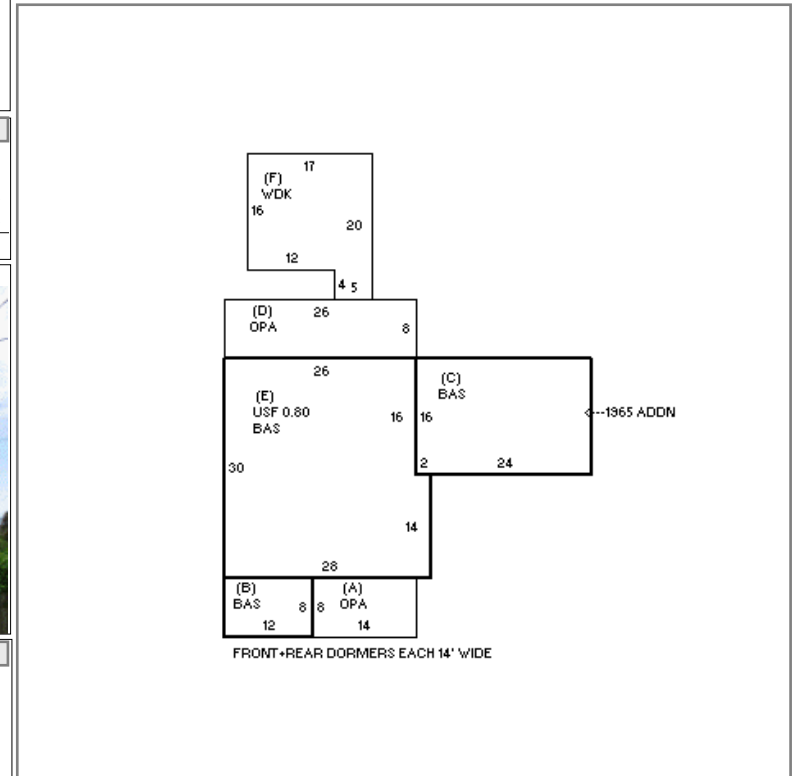 17
(F)
WDK
16
20
12
4 5
(D)
OPA
26
8
26
(E)
USF 0.80
BAS
16
(C)
BAS
16
1965 ADDN
2
24
30
14
28
(B)
BAS
8
12
(A)
OPA
8
14
FRONT+REAR DORMERS EACH 14' WIDE